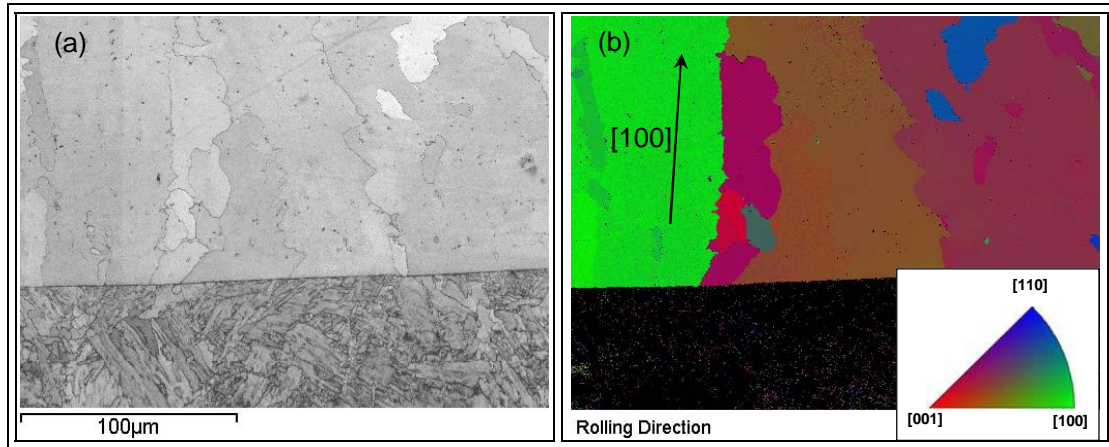 (a)
100µm
(b)
[100]
Rolling Direction
[110]
[001]
[100]